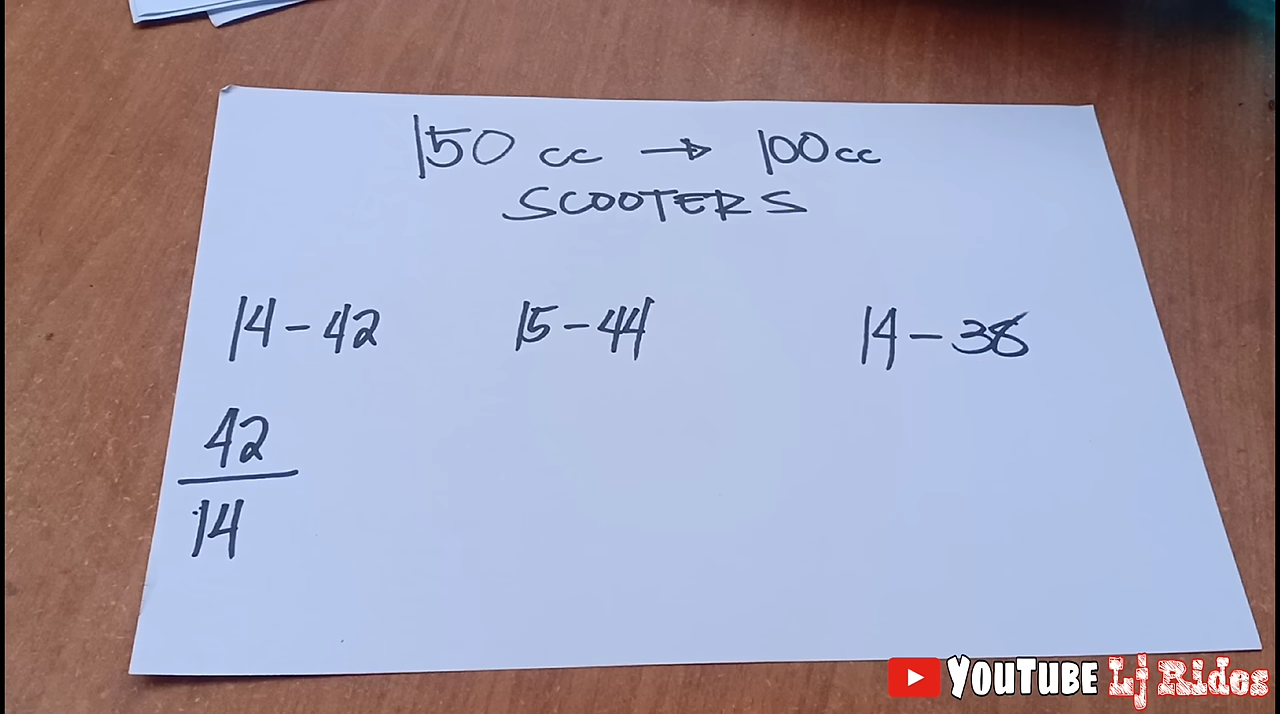 150 cc → 100cc
SCOOTERS
14-42 15-44 14-38
42
14
YouTube Lj Rides